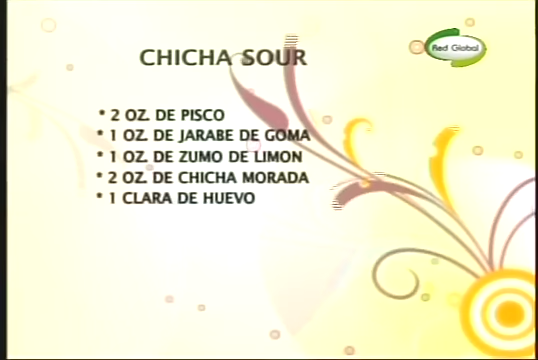 CHICHA SOUR
Red Global
* 2 OZ. DE PISCO
* 1 OZ. DE JARABE DE GOMA
* 1 OZ. DE ZUMO DE LIMON
* 2 OZ. DE CHICHA MORADA
* 1 CLARA DE HUEVO